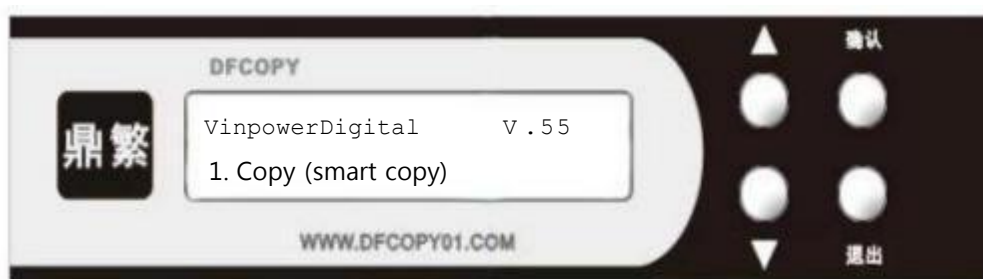 DFCOPY
鼎繁
VinpowerDigital V.55
1. Copy (smart copy)
WWW.DFCOPY01.COM
确认
退出